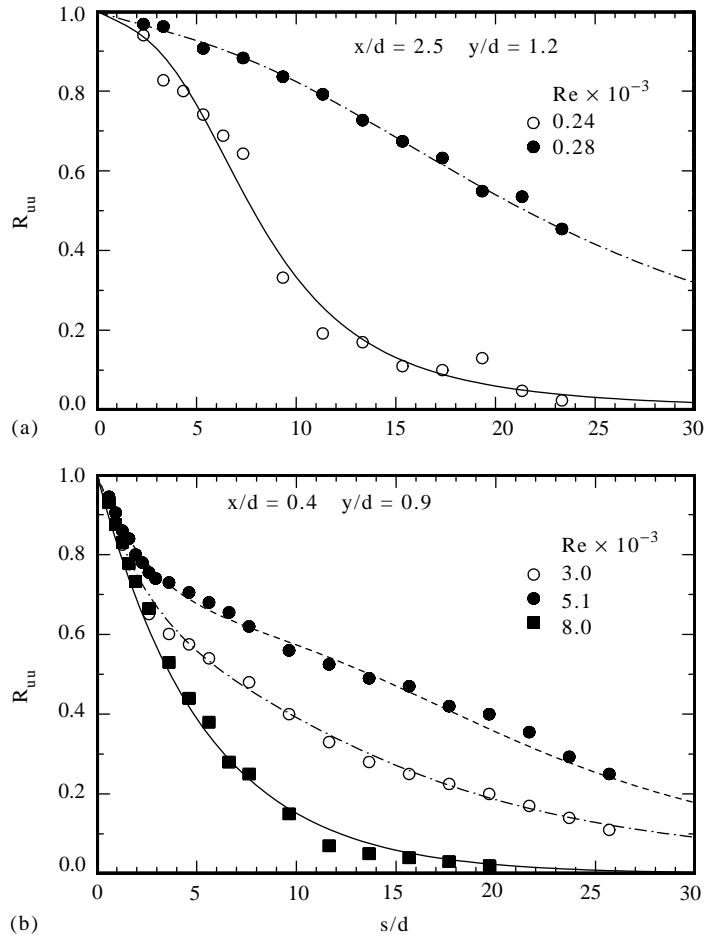 1.0
0.8
0.6
0.4
0.2
0.0
R_uu
x/d = 2.5 y/d = 1.2
Re × 10^−3
0.24
0.28
0 5 10 15 20 25 30
(a)
1.0
0.8
0.6
0.4
0.2
0.0
R_uu
x/d = 0.4 y/d = 0.9
Re × 10^−3
3.0
5.1
8.0
0 5 10 15 20 25 30
(b)
s/d